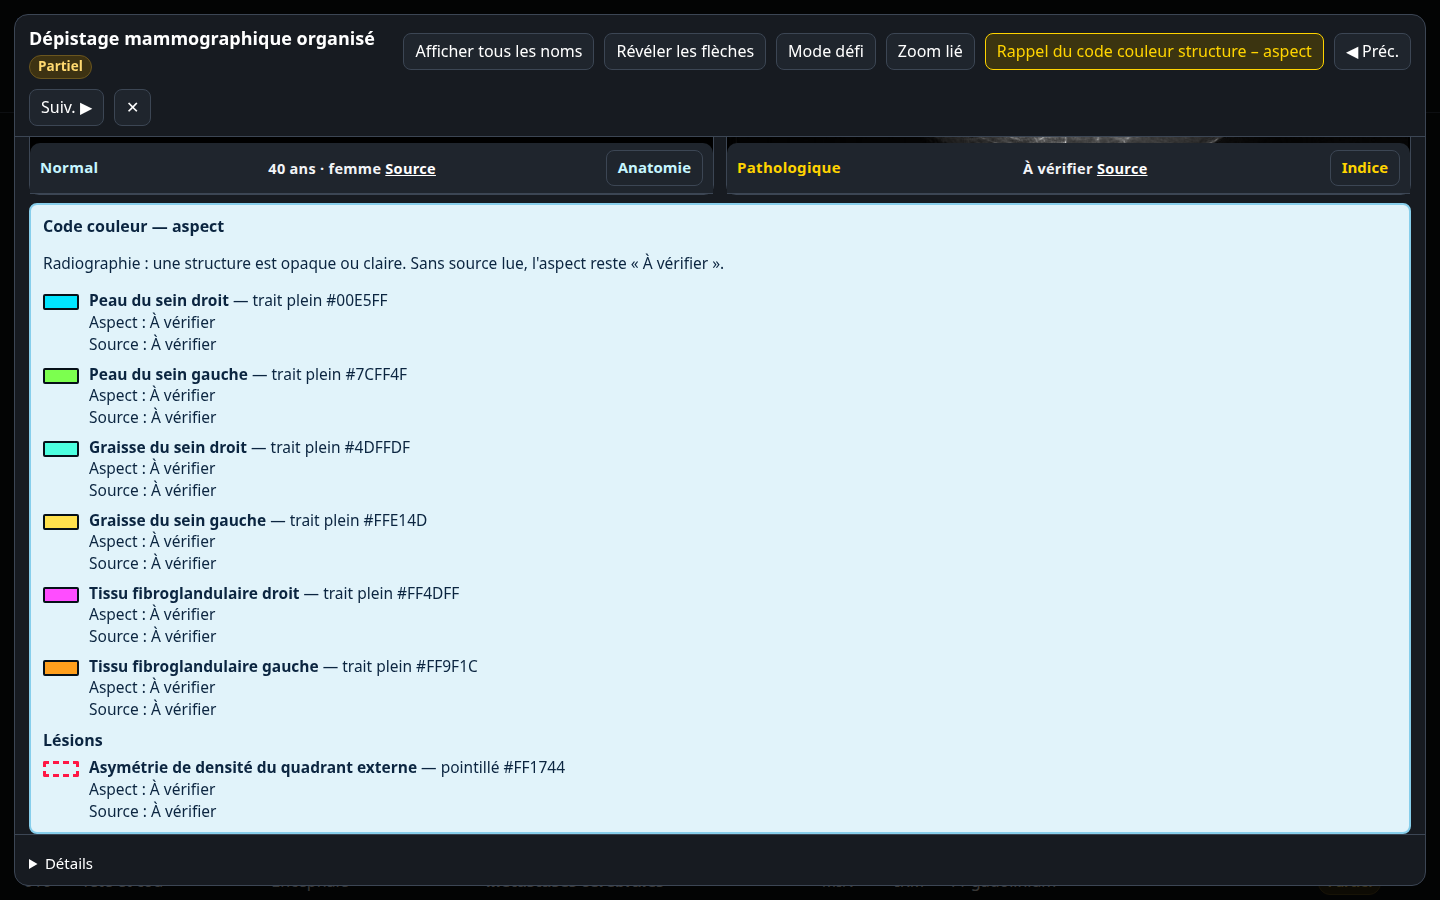 Dépistage mammographique organisé
Partiel
Afficher tous les noms
Révéler les flèches
Mode défi
Zoom lié
Rappel du code couleur structure – aspect
◀ Préc.
Suiv. ▶
✕
Normal
40 ans · femme Source
Anatomie
Pathologique
À vérifier Source
Indice
Code couleur — aspect
Radiographie : une structure est opaque ou claire. Sans source lue, l'aspect reste « À vérifier ».
Peau du sein droit — trait plein #00E5FF
Aspect : À vérifier
Source : À vérifier
Peau du sein gauche — trait plein #7CFF4F
Aspect : À vérifier
Source : À vérifier
Graisse du sein droit — trait plein #4DFFDF
Aspect : À vérifier
Source : À vérifier
Graisse du sein gauche — trait plein #FFE14D
Aspect : À vérifier
Source : À vérifier
Tissu fibroglandulaire droit — trait plein #FF4DFF
Aspect : À vérifier
Source : À vérifier
Tissu fibroglandulaire gauche — trait plein #FF9F1C
Aspect : À vérifier
Source : À vérifier
Lésions
Asymétrie de densité du quadrant externe — pointillé #FF1744
Aspect : À vérifier
Source : À vérifier
▶ Détails